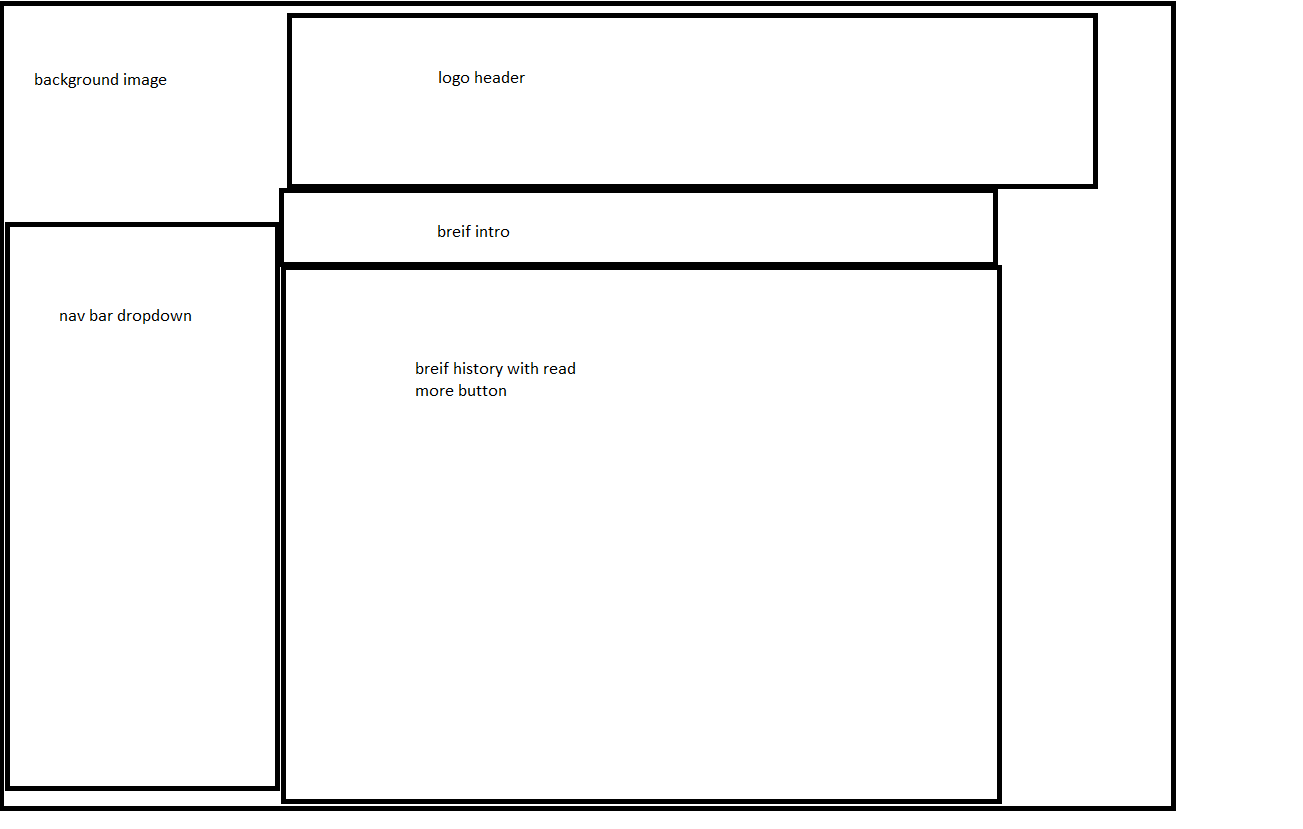 background image
logo header
breif intro
nav bar dropdown
breif history with read
more button